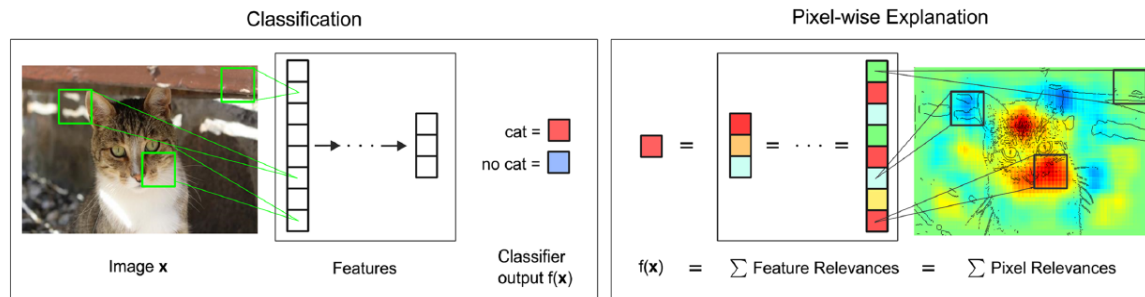 Classification
cat =
no cat =
Image x
Features
Classifier
output f(x)
Pixel-wise Explanation
= = · · · =
f(x) = ∑ Feature Relevances = ∑ Pixel Relevances